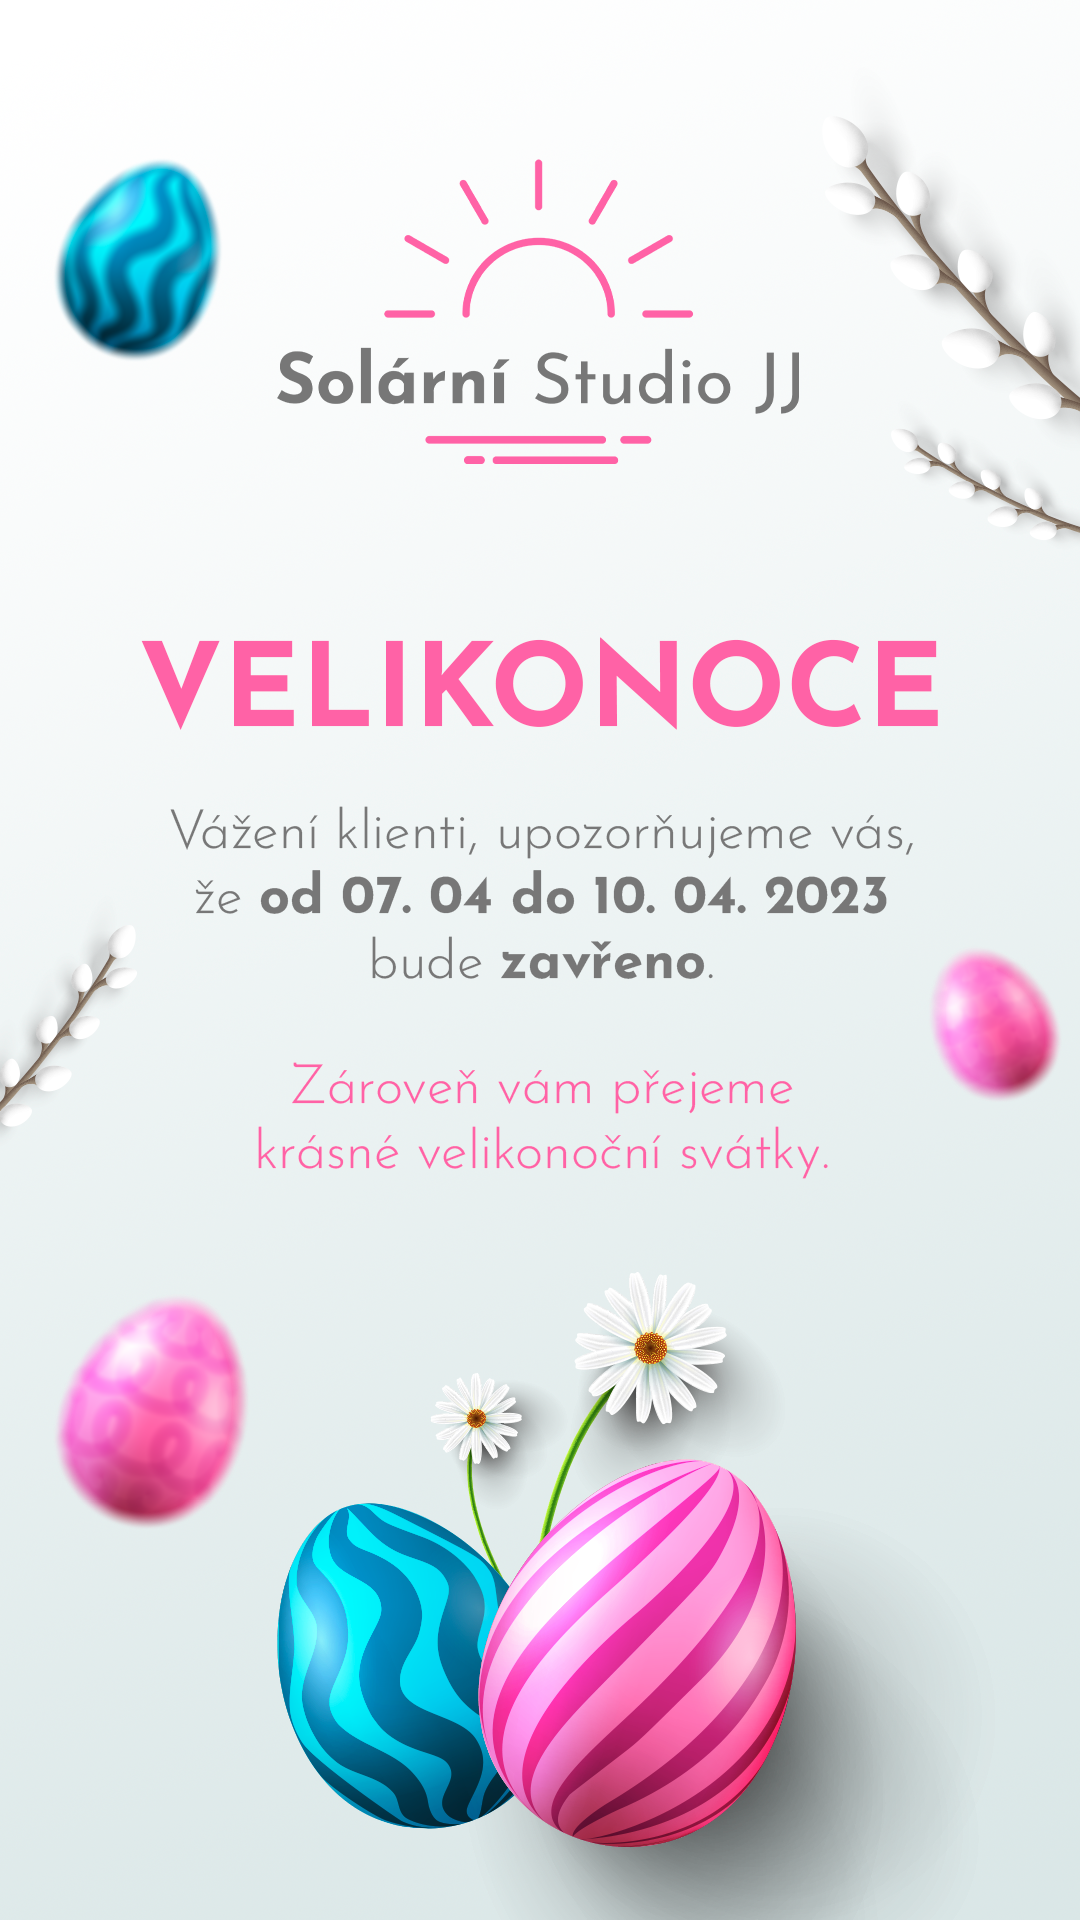 Solární Studio JJ
VELIKONOCE
Vážení klienti, upozorňujeme vás,
že od 07. 04 do 10. 04. 2023
bude zavřeno.
Zároveň vám přejeme
krásné velikonoční svátky.